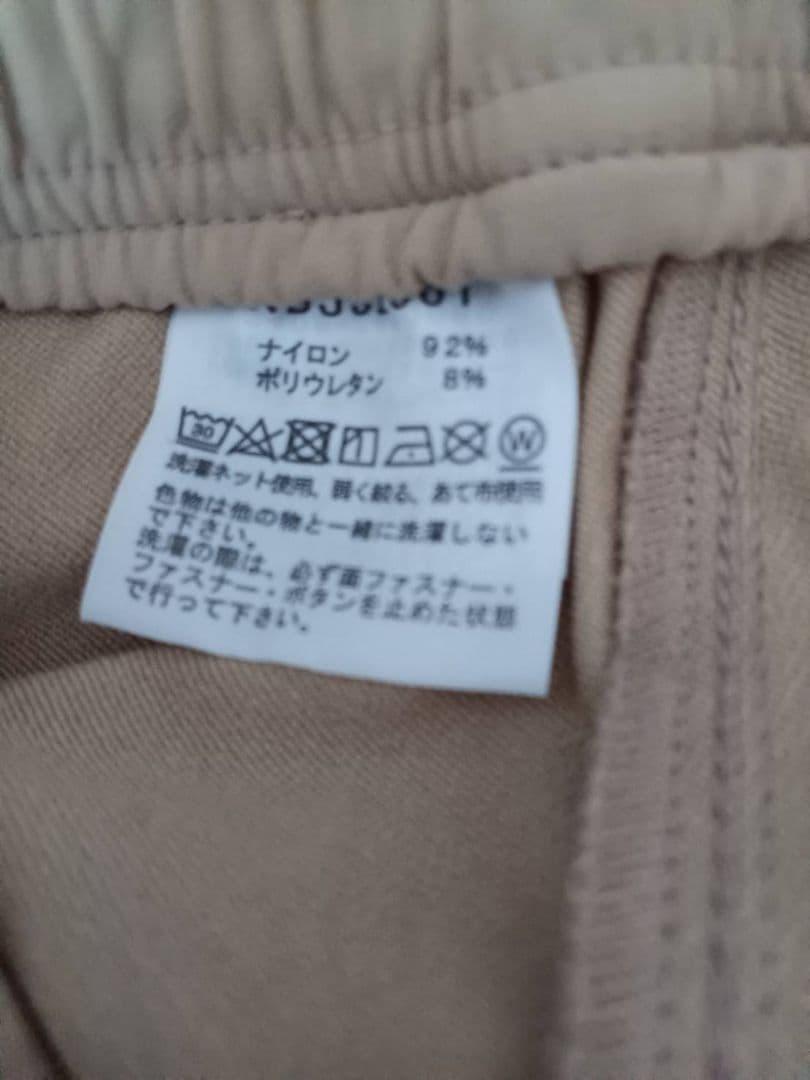 ナイロン 92%
ポリウレタン 8%
30 W
洗濯ネット使用、弱く絞る、あて布使用
色物は他の物と一緒に洗濯しない
で下さい。
洗濯の際は、必ず面ファスナー・
ファスナー・ボタンを止めた状態
で行って下さい。